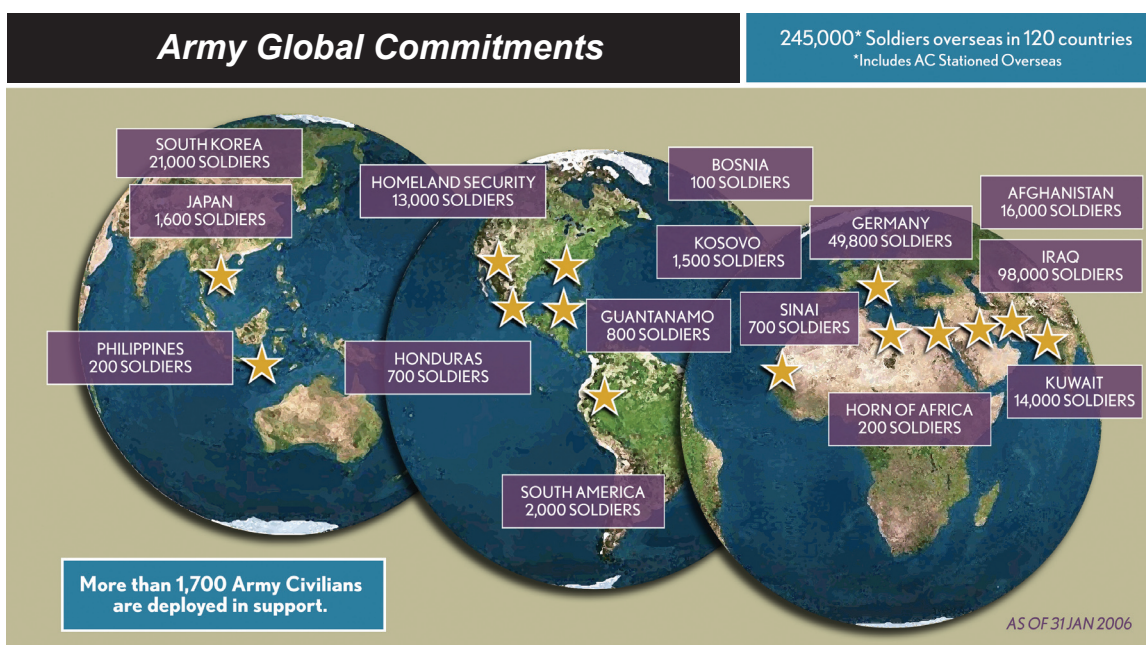 Army Global Commitments
245,000* Soldiers overseas in 120 countries
*Includes AC Stationed Overseas
SOUTH KOREA
21,000 SOLDIERS
JAPAN
1,600 SOLDIERS
PHILIPPINES
200 SOLDIERS
HOMELAND SECURITY
13,000 SOLDIERS
HONDURAS
700 SOLDIERS
GUANTANAMO
800 SOLDIERS
SOUTH AMERICA
2,000 SOLDIERS
BOSNIA
100 SOLDIERS
KOSOVO
1,500 SOLDIERS
GERMANY
49,800 SOLDIERS
SINAI
700 SOLDIERS
AFGHANISTAN
16,000 SOLDIERS
IRAQ
98,000 SOLDIERS
KUWAIT
14,000 SOLDIERS
HORN OF AFRICA
200 SOLDIERS
More than 1,700 Army Civilians
are deployed in support.
AS OF 31 JAN 2006